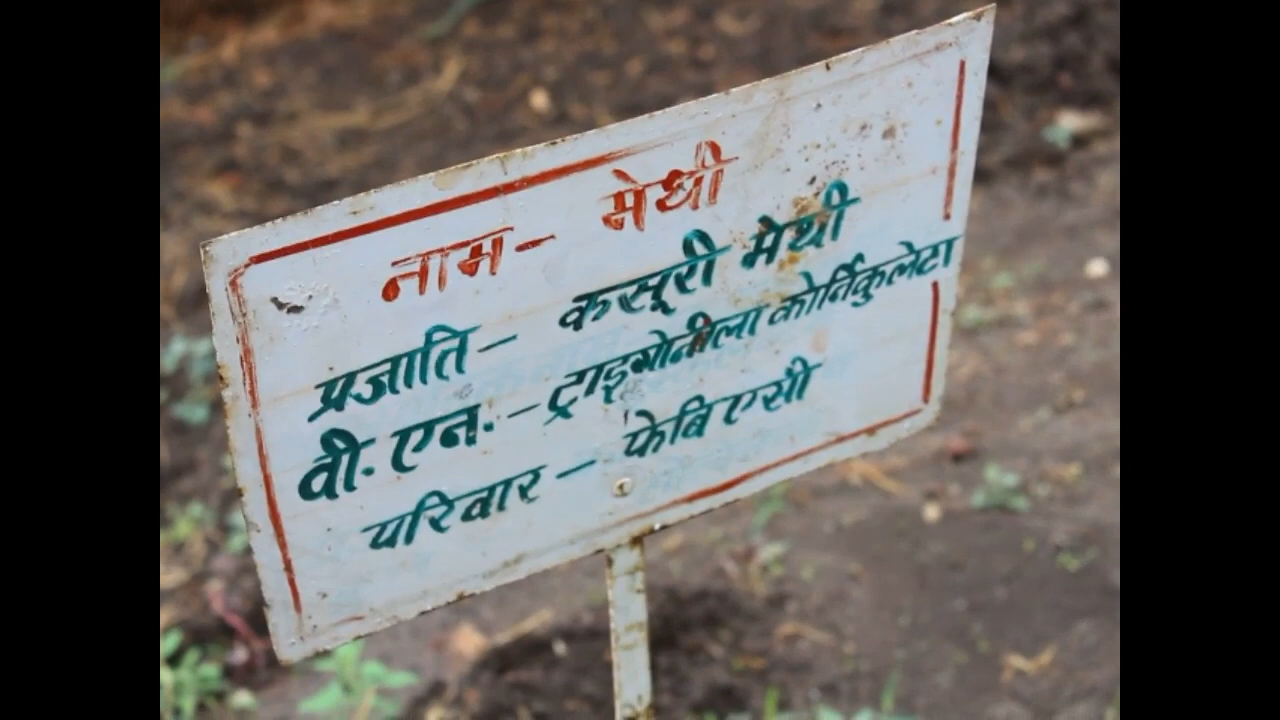 नाम- मेथी
प्रजाति- कसूरी मेथी
वी. एन. - ट्राइगोनीला कोर्निकुलेटा
परिवार - फेबिएसी